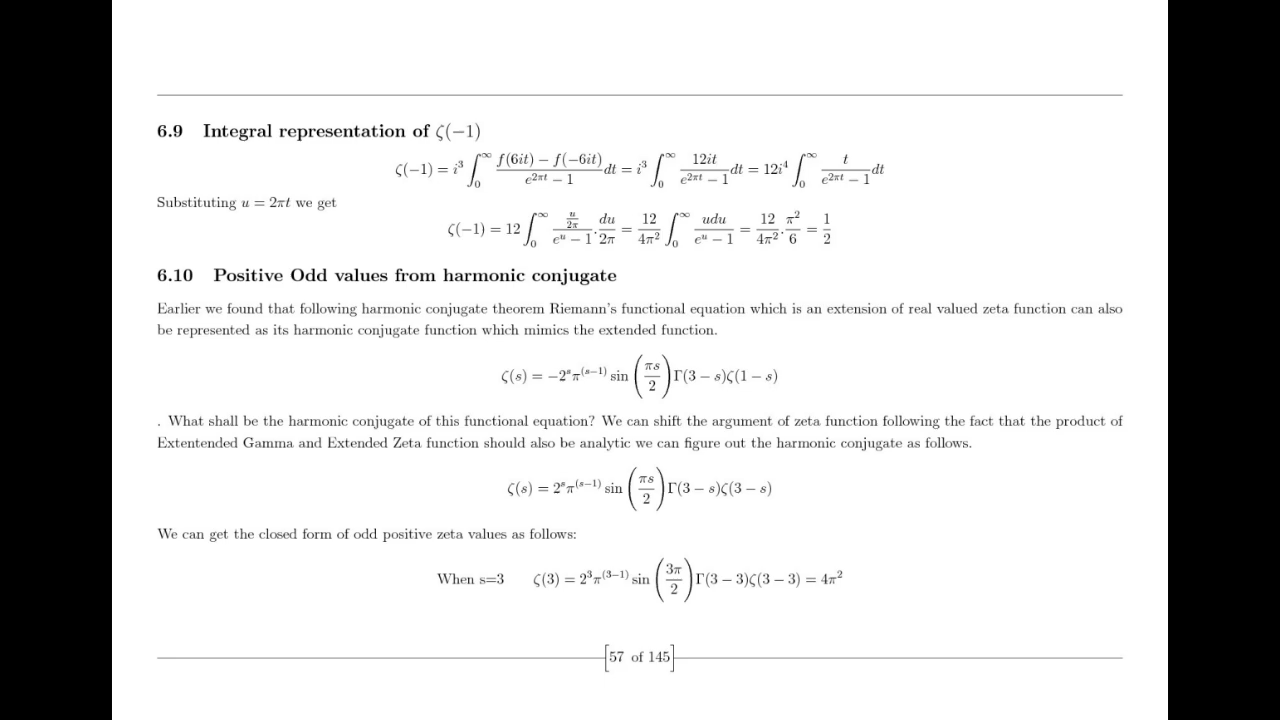 6.9 Integral representation of ζ(−1)
ζ(−1) = i³ ∫₀^∞ (f(6it) − f(−6it))/(e^{2πt} − 1) dt = i³ ∫₀^∞ 12it/(e^{2πt} − 1) dt = 12i⁴ ∫₀^∞ t/(e^{2πt} − 1) dt
Substituting u = 2πt we get
ζ(−1) = 12 ∫₀^∞ (u/2π)/(e^u − 1) . du/2π = 12/4π² ∫₀^∞ udu/(e^u − 1) = 12/4π² . π²/6 = 1/2
6.10 Positive Odd values from harmonic conjugate
Earlier we found that following harmonic conjugate theorem Riemann's functional equation which is an extension of real valued zeta function can also
be represented as its harmonic conjugate function which mimics the extended function.
ζ(s) = −2^s π^{(s−1)} sin(πs/2) Γ(3 − s)ζ(1 − s)
. What shall be the harmonic conjugate of this functional equation? We can shift the argument of zeta function following the fact that the product of
Extentended Gamma and Extended Zeta function should also be analytic we can figure out the harmonic conjugate as follows.
ζ(s) = 2^s π^{(s−1)} sin(πs/2) Γ(3 − s)ζ(3 − s)
We can get the closed form of odd positive zeta values as follows:
When s=3 ζ(3) = 2³π^{(3−1)} sin(3π/2) Γ(3 − 3)ζ(3 − 3) = 4π²
[57 of 145]